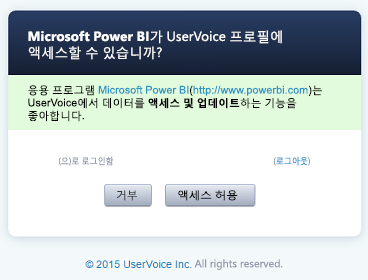 Microsoft Power BI가 UserVoice 프로필에
액세스할 수 있습니까?
응용 프로그램 Microsoft Power BI(http://www.powerbi.com)는
UserVoice에서 데이터를 액세스 및 업데이트하는 기능을
좋아합니다.
(으)로 로그인함 (로그아웃)
거부 액세스 허용
© 2015 UserVoice Inc. All rights reserved.